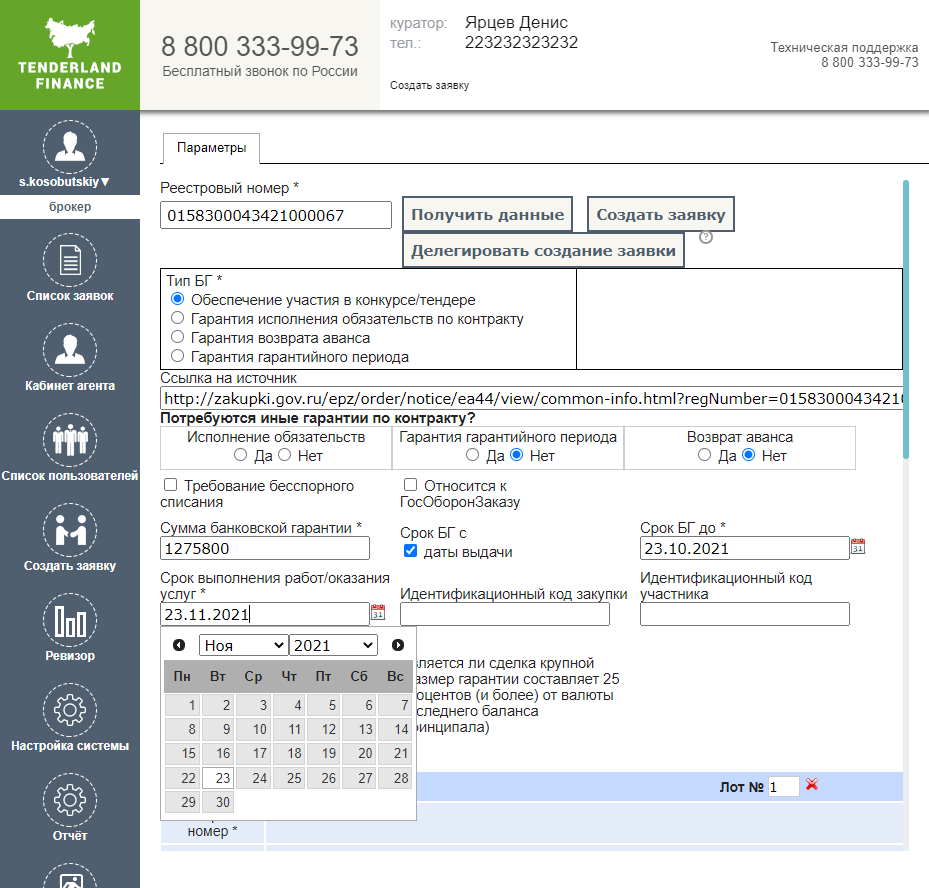 TENDERLAND
FINANCE
8 800 333-99-73
Бесплатный звонок по России
куратор: Ярцев Денис
тел.: 223232323232
Создать заявку
Техническая поддержка
8 800 333-99-73
s.kosobutskiy▼
брокер
Список заявок
Кабинет агента
Список пользователей
Создать заявку
Ревизор
Настройка системы
Отчёт
Параметры
Реестровый номер *
0158300043421000067
Получить данные
Создать заявку
Делегировать создание заявки
?
Тип БГ *
Обеспечение участия в конкурсе/тендере
Гарантия исполнения обязательств по контракту
Гарантия возврата аванса
Гарантия гарантийного периода
Ссылка на источник
http://zakupki.gov.ru/epz/order/notice/ea44/view/common-info.html?regNumber=0158300043421
Потребуются иные гарантии по контракту?
Исполнение обязательств
Да Нет
Гарантия гарантийного периода
Да Нет
Возврат аванса
Да Нет
Требование бесспорного
списания
Относится к
ГосОборонЗаказу
Сумма банковской гарантии *
1275800
Срок БГ с
даты выдачи
Срок БГ до *
23.10.2021
31
Срок выполнения работ/оказания
услуг *
23.11.2021
31
Идентификационный код закупки
Идентификационный код
участника
Ноя 2021
Пн Вт Ср Чт Пт Сб Вс
1 2 3 4 5 6 7
8 9 10 11 12 13 14
15 16 17 18 19 20 21
22 23 24 25 26 27 28
29 30
вляется ли сделка крупной
азмер гарантии составляет 25
оцентов (и более) от валюты
следнего баланса
инципала)
Лот № 1
номер *